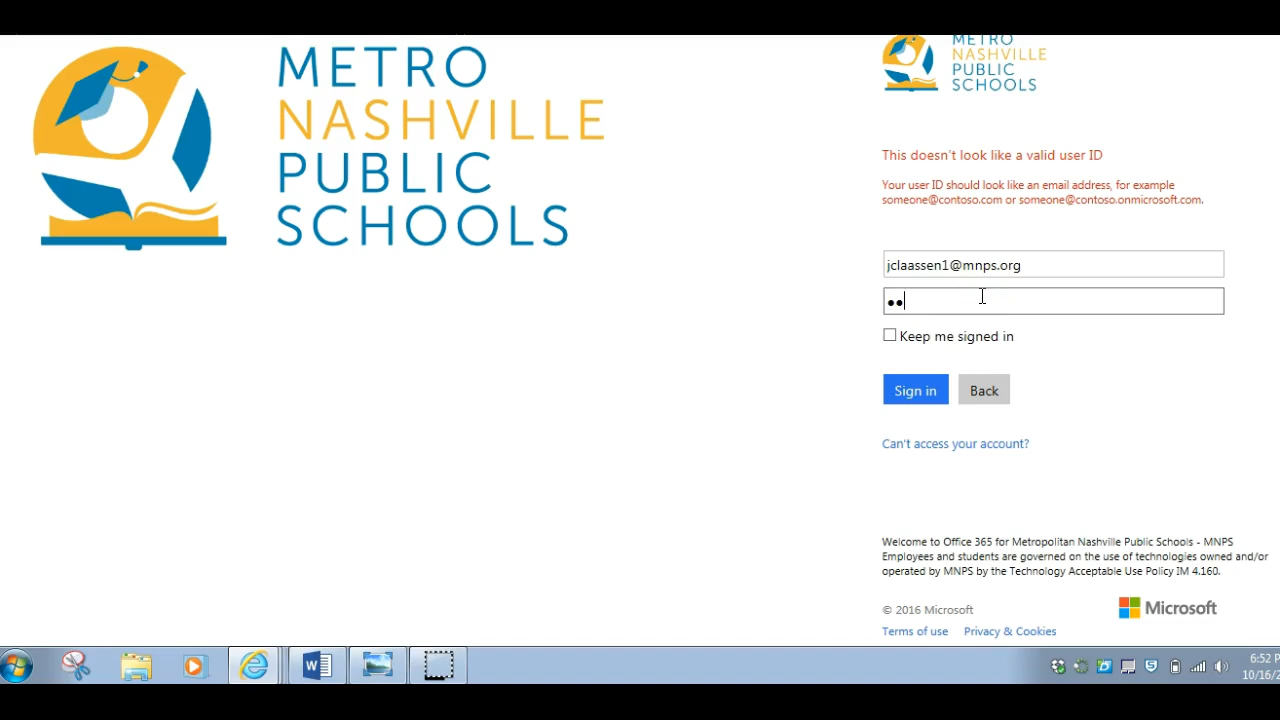 METRO
NASHVILLE
PUBLIC
SCHOOLS
METRO
NASHVILLE
PUBLIC
SCHOOLS
This doesn't look like a valid user ID
Your user ID should look like an email address, for example
someone@contoso.com or someone@contoso.onmicrosoft.com.
jclaassen1@mnps.org
Keep me signed in
Sign in
Back
Can't access your account?
Welcome to Office 365 for Metropolitan Nashville Public Schools - MNPS
Employees and students are governed on the use of technologies owned and/or
operated by MNPS by the Technology Acceptable Use Policy IM 4.160.
© 2016 Microsoft
Microsoft
Terms of use
Privacy & Cookies
W
6:52 P
10/16/2